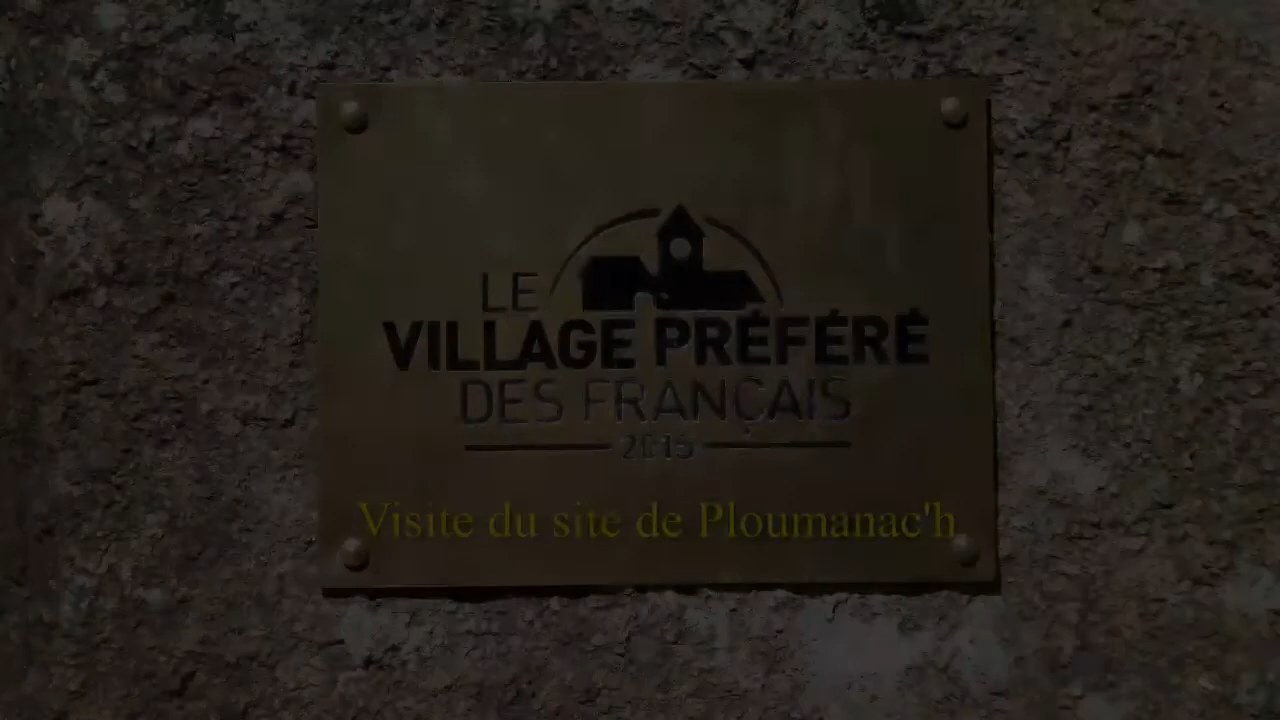 LE
VILLAGE PRÉFÉRÉ
DES FRANÇAIS
2015
Visite du site de Ploumanac'h